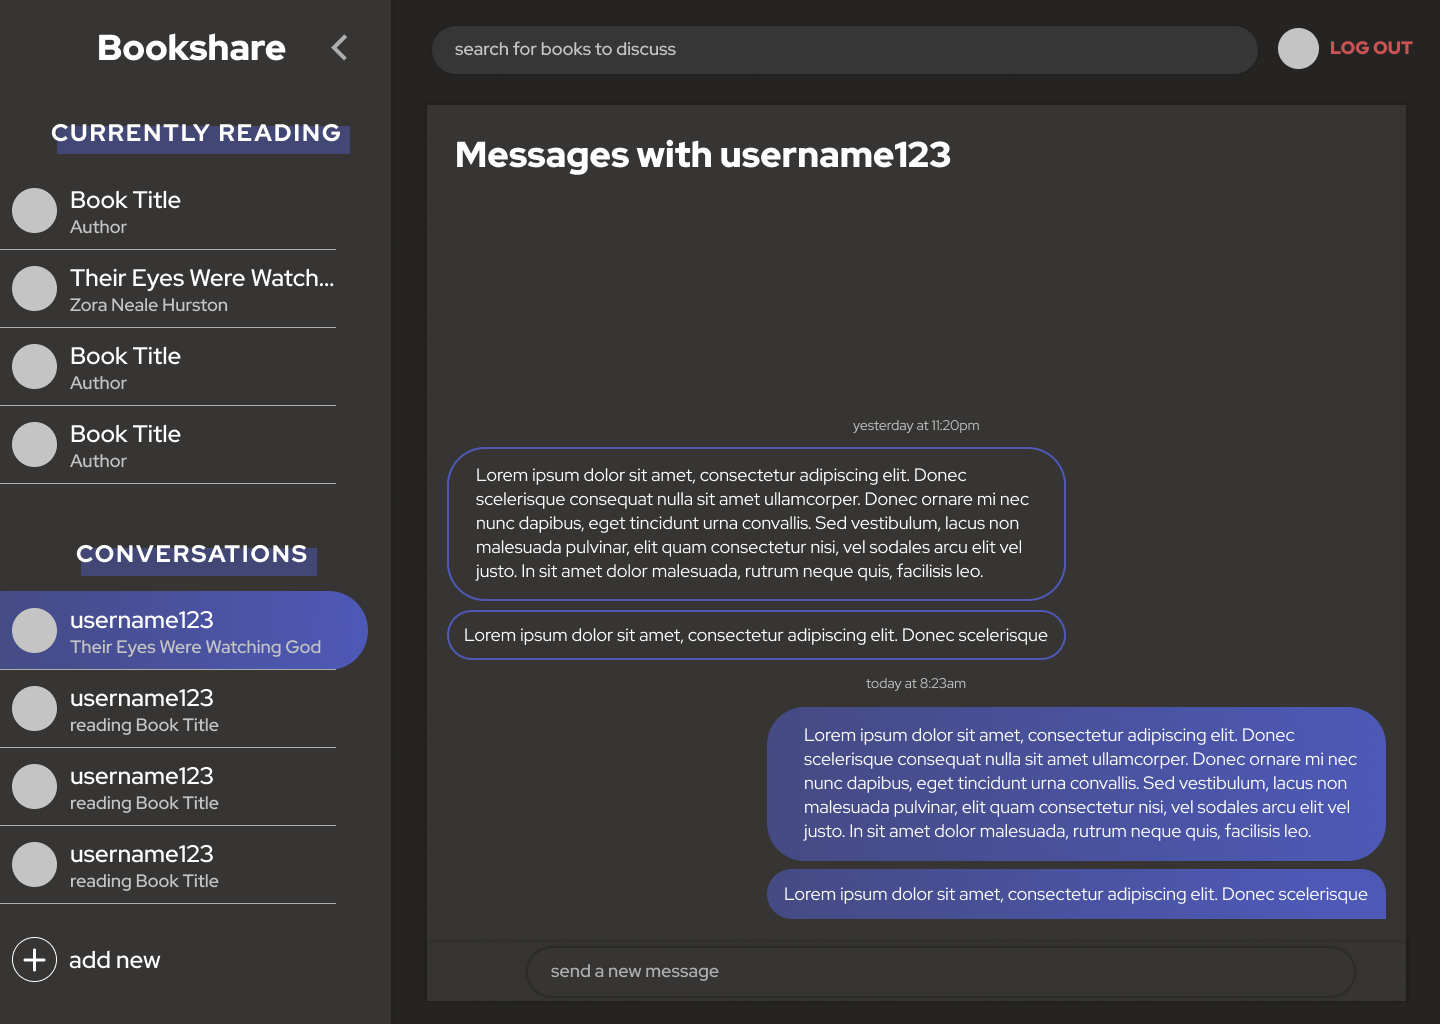 Bookshare
search for books to discuss
LOG OUT
CURRENTLY READING
Book Title
Author
Their Eyes Were Watch...
Zora Neale Hurston
Book Title
Author
Book Title
Author
CONVERSATIONS
username123
Their Eyes Were Watching God
username123
reading Book Title
username123
reading Book Title
username123
reading Book Title
add new
Messages with username123
yesterday at 11:20pm
Lorem ipsum dolor sit amet, consectetur adipiscing elit. Donec
scelerisque consequat nulla sit amet ullamcorper. Donec ornare mi nec
nunc dapibus, eget tincidunt urna convallis. Sed vestibulum, lacus non
malesuada pulvinar, elit quam consectetur nisi, vel sodales arcu elit vel
justo. In sit amet dolor malesuada, rutrum neque quis, facilisis leo.
Lorem ipsum dolor sit amet, consectetur adipiscing elit. Donec scelerisque
today at 8:23am
Lorem ipsum dolor sit amet, consectetur adipiscing elit. Donec
scelerisque consequat nulla sit amet ullamcorper. Donec ornare mi nec
nunc dapibus, eget tincidunt urna convallis. Sed vestibulum, lacus non
malesuada pulvinar, elit quam consectetur nisi, vel sodales arcu elit vel
justo. In sit amet dolor malesuada, rutrum neque quis, facilisis leo.
Lorem ipsum dolor sit amet, consectetur adipiscing elit. Donec scelerisque
send a new message